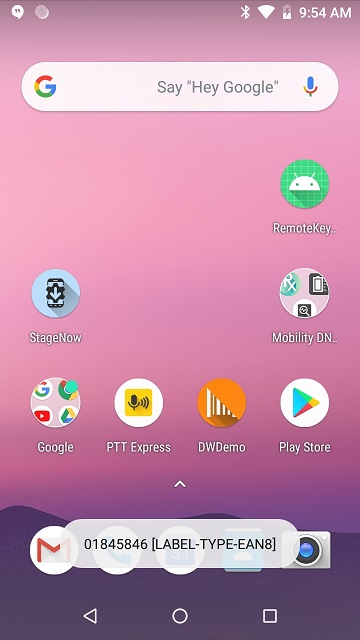 9:54 AM
Say "Hey Google"
RemoteKey..
StageNow
Mobility DN..
Google
PTT Express
DWDemo
Play Store
01845846 [LABEL-TYPE-EAN8]